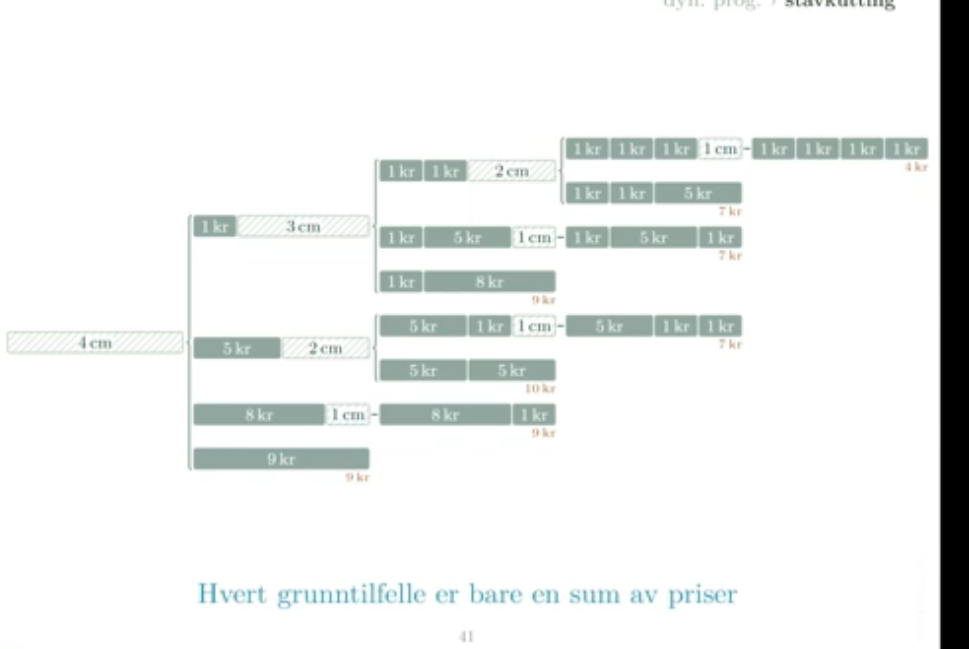 dyn. prog. › stavkutting
1 kr 1 kr 1 kr 1 cm 1 kr 1 kr 1 kr 1 kr
4 kr
1 kr 1 kr 2 cm
1 kr 1 kr 5 kr
7 kr
1 kr 3 cm
1 kr 5 kr 1 cm 1 kr 5 kr 1 kr
7 kr
1 kr 8 kr
9 kr
5 kr 1 kr 1 cm 5 kr 1 kr 1 kr
7 kr
4 cm
5 kr 2 cm
5 kr 5 kr
10 kr
8 kr 1 cm 8 kr 1 kr
9 kr
9 kr
9 kr
Hvert grunntilfelle er bare en sum av priser
41